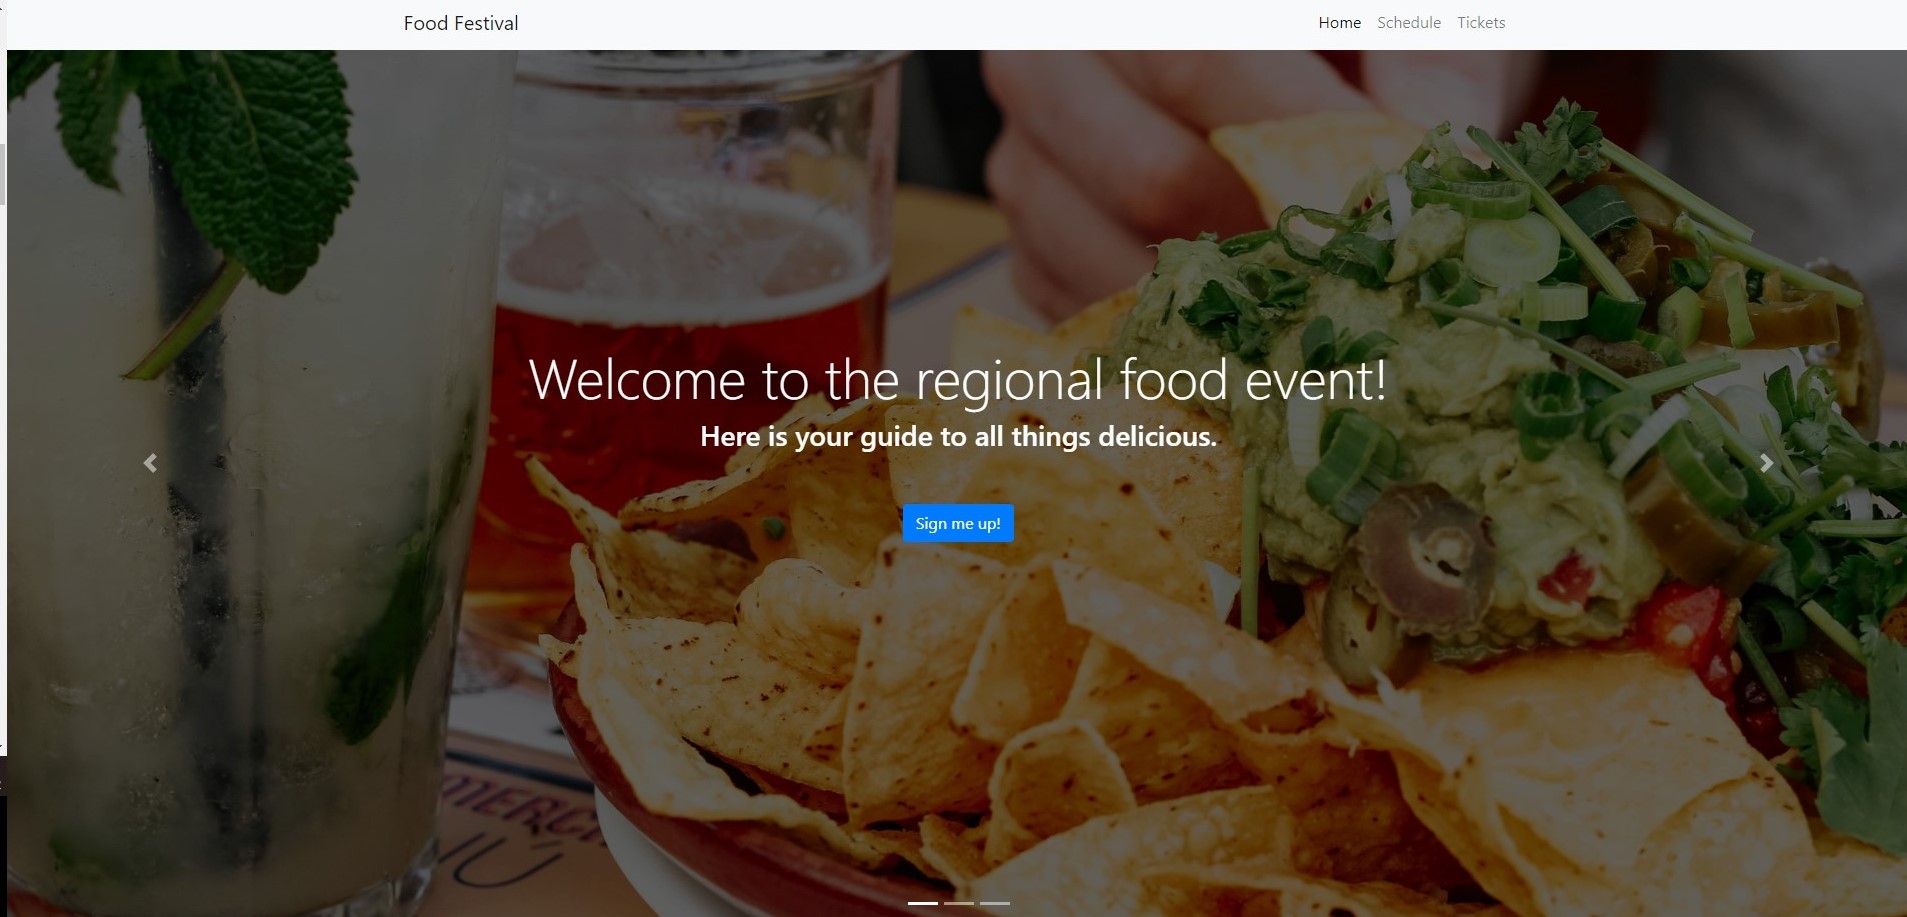 Food Festival
Home Schedule Tickets
Welcome to the regional food event!
Here is your guide to all things delicious.
Sign me up!